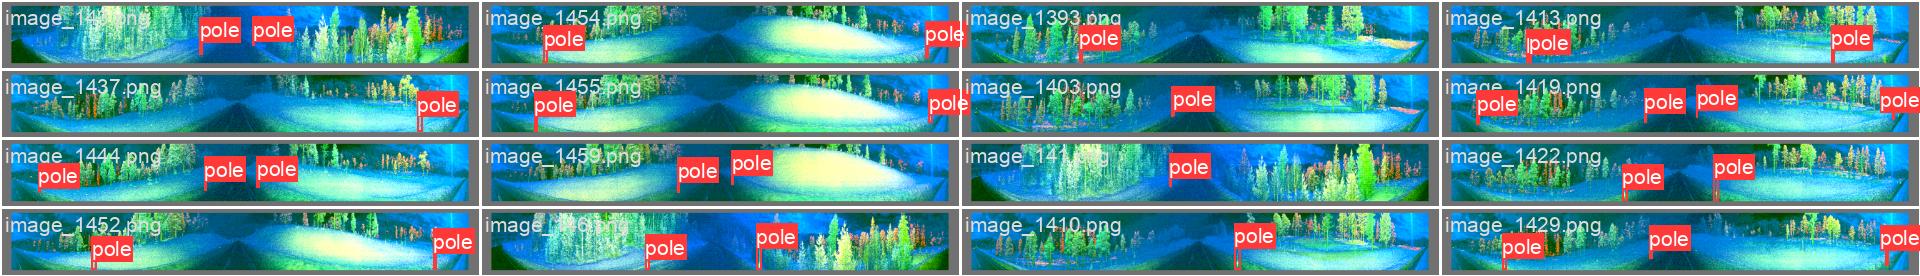 pole pole
image_1454.png pole pole
image_1393.png pole
image_1413.png pole pole
image_1437.png pole
image_1455.png pole pole
image_1403.png pole
image_1419.png pole pole pole pole
image_1444.png pole pole pole
image_1459.png pole pole
pole
image_1422.png pole pole
image_1452.png pole pole
pole pole
image_1410.png pole
image_1429.png pole pole pole